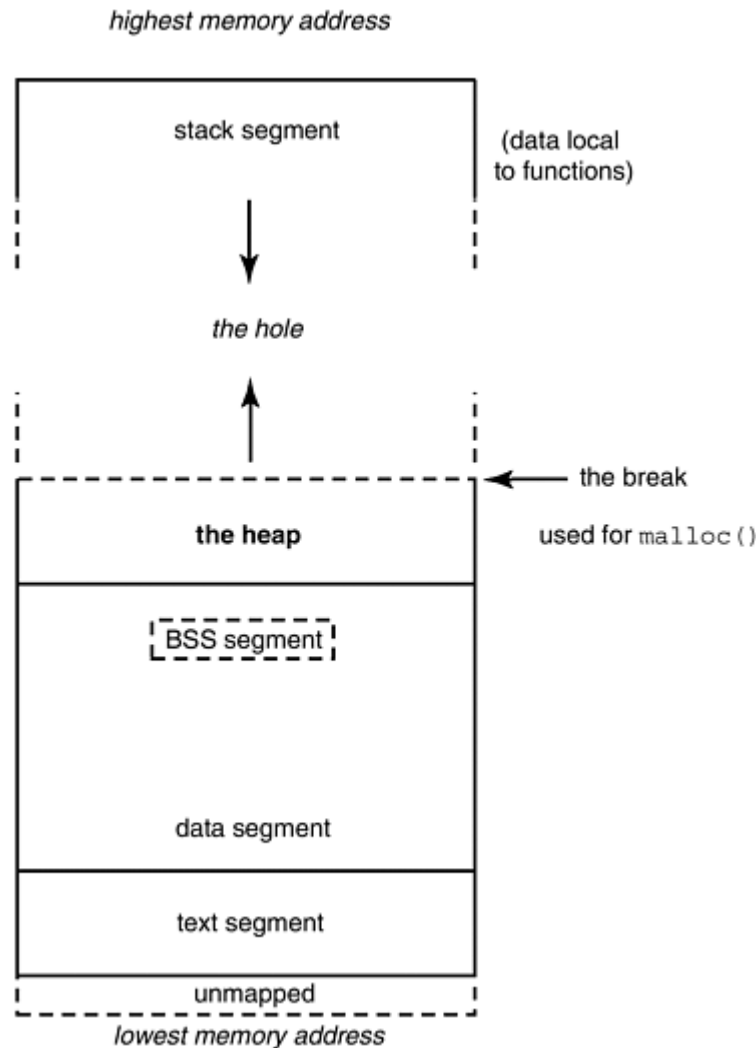 highest memory address
stack segment
(data local
to functions)
the hole
the break
the heap
used for malloc()
BSS segment
data segment
text segment
unmapped
lowest memory address